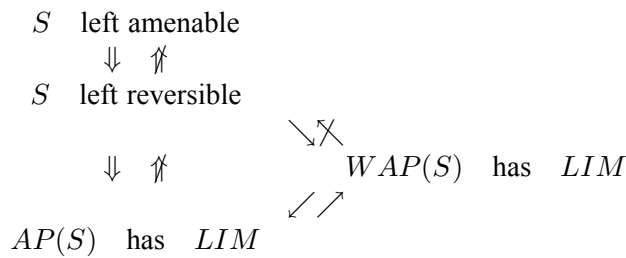 S left amenable
⇓ ⇑̸
S left reversible
↘ ↖̸
⇓ ⇑̸ WAP(S) has LIM
↙ ↗
AP(S) has LIM